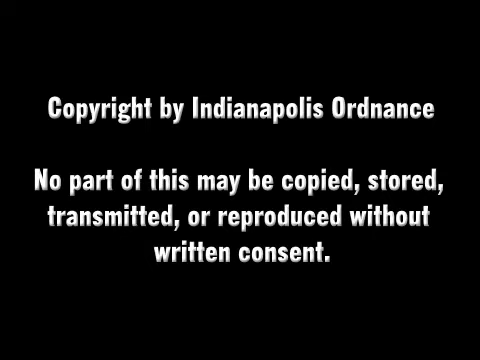 Copyright by Indianapolis Ordnance
No part of this may be copied, stored,
transmitted, or reproduced without
written consent.